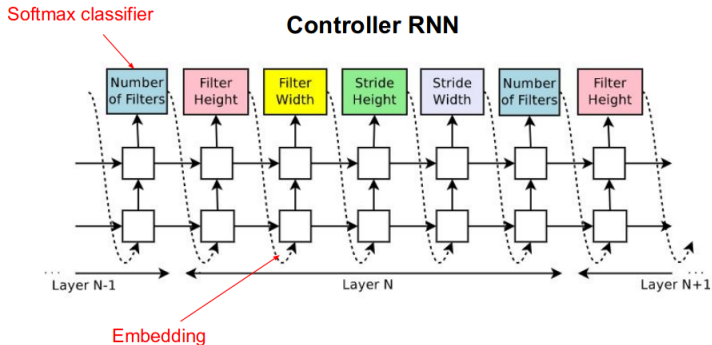 Softmax classifier
Controller RNN
Number
of Filters
Filter
Height
Filter
Width
Stride
Height
Stride
Width
Number
of Filters
Filter
Height
...
Layer N-1
Layer N
...
Layer N+1
Embedding